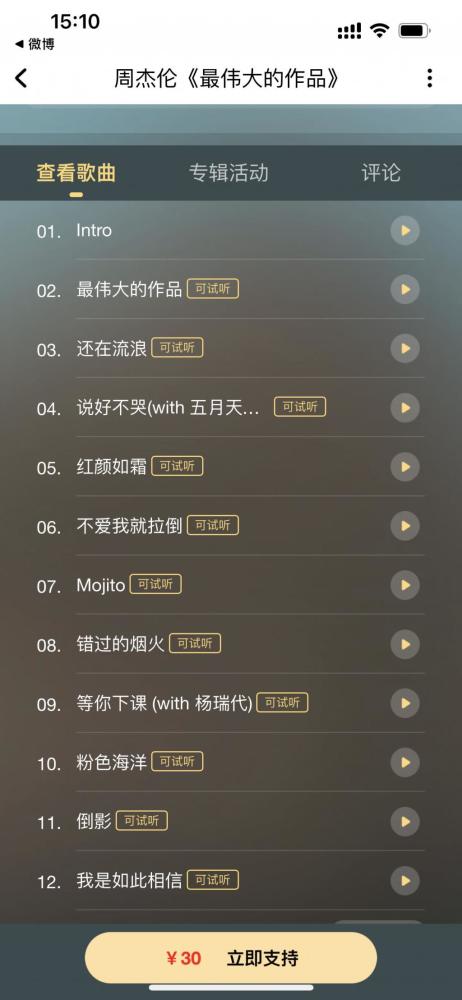 15:10
◀ 微博
周杰伦《最伟大的作品》
查看歌曲 专辑活动 评论
01. Intro
02. 最伟大的作品 可试听
03. 还在流浪 可试听
04. 说好不哭(with 五月天... 可试听
05. 红颜如霜 可试听
06. 不爱我就拉倒 可试听
07. Mojito 可试听
08. 错过的烟火 可试听
09. 等你下课 (with 杨瑞代) 可试听
10. 粉色海洋 可试听
11. 倒影 可试听
12. 我是如此相信 可试听
¥30 立即支持